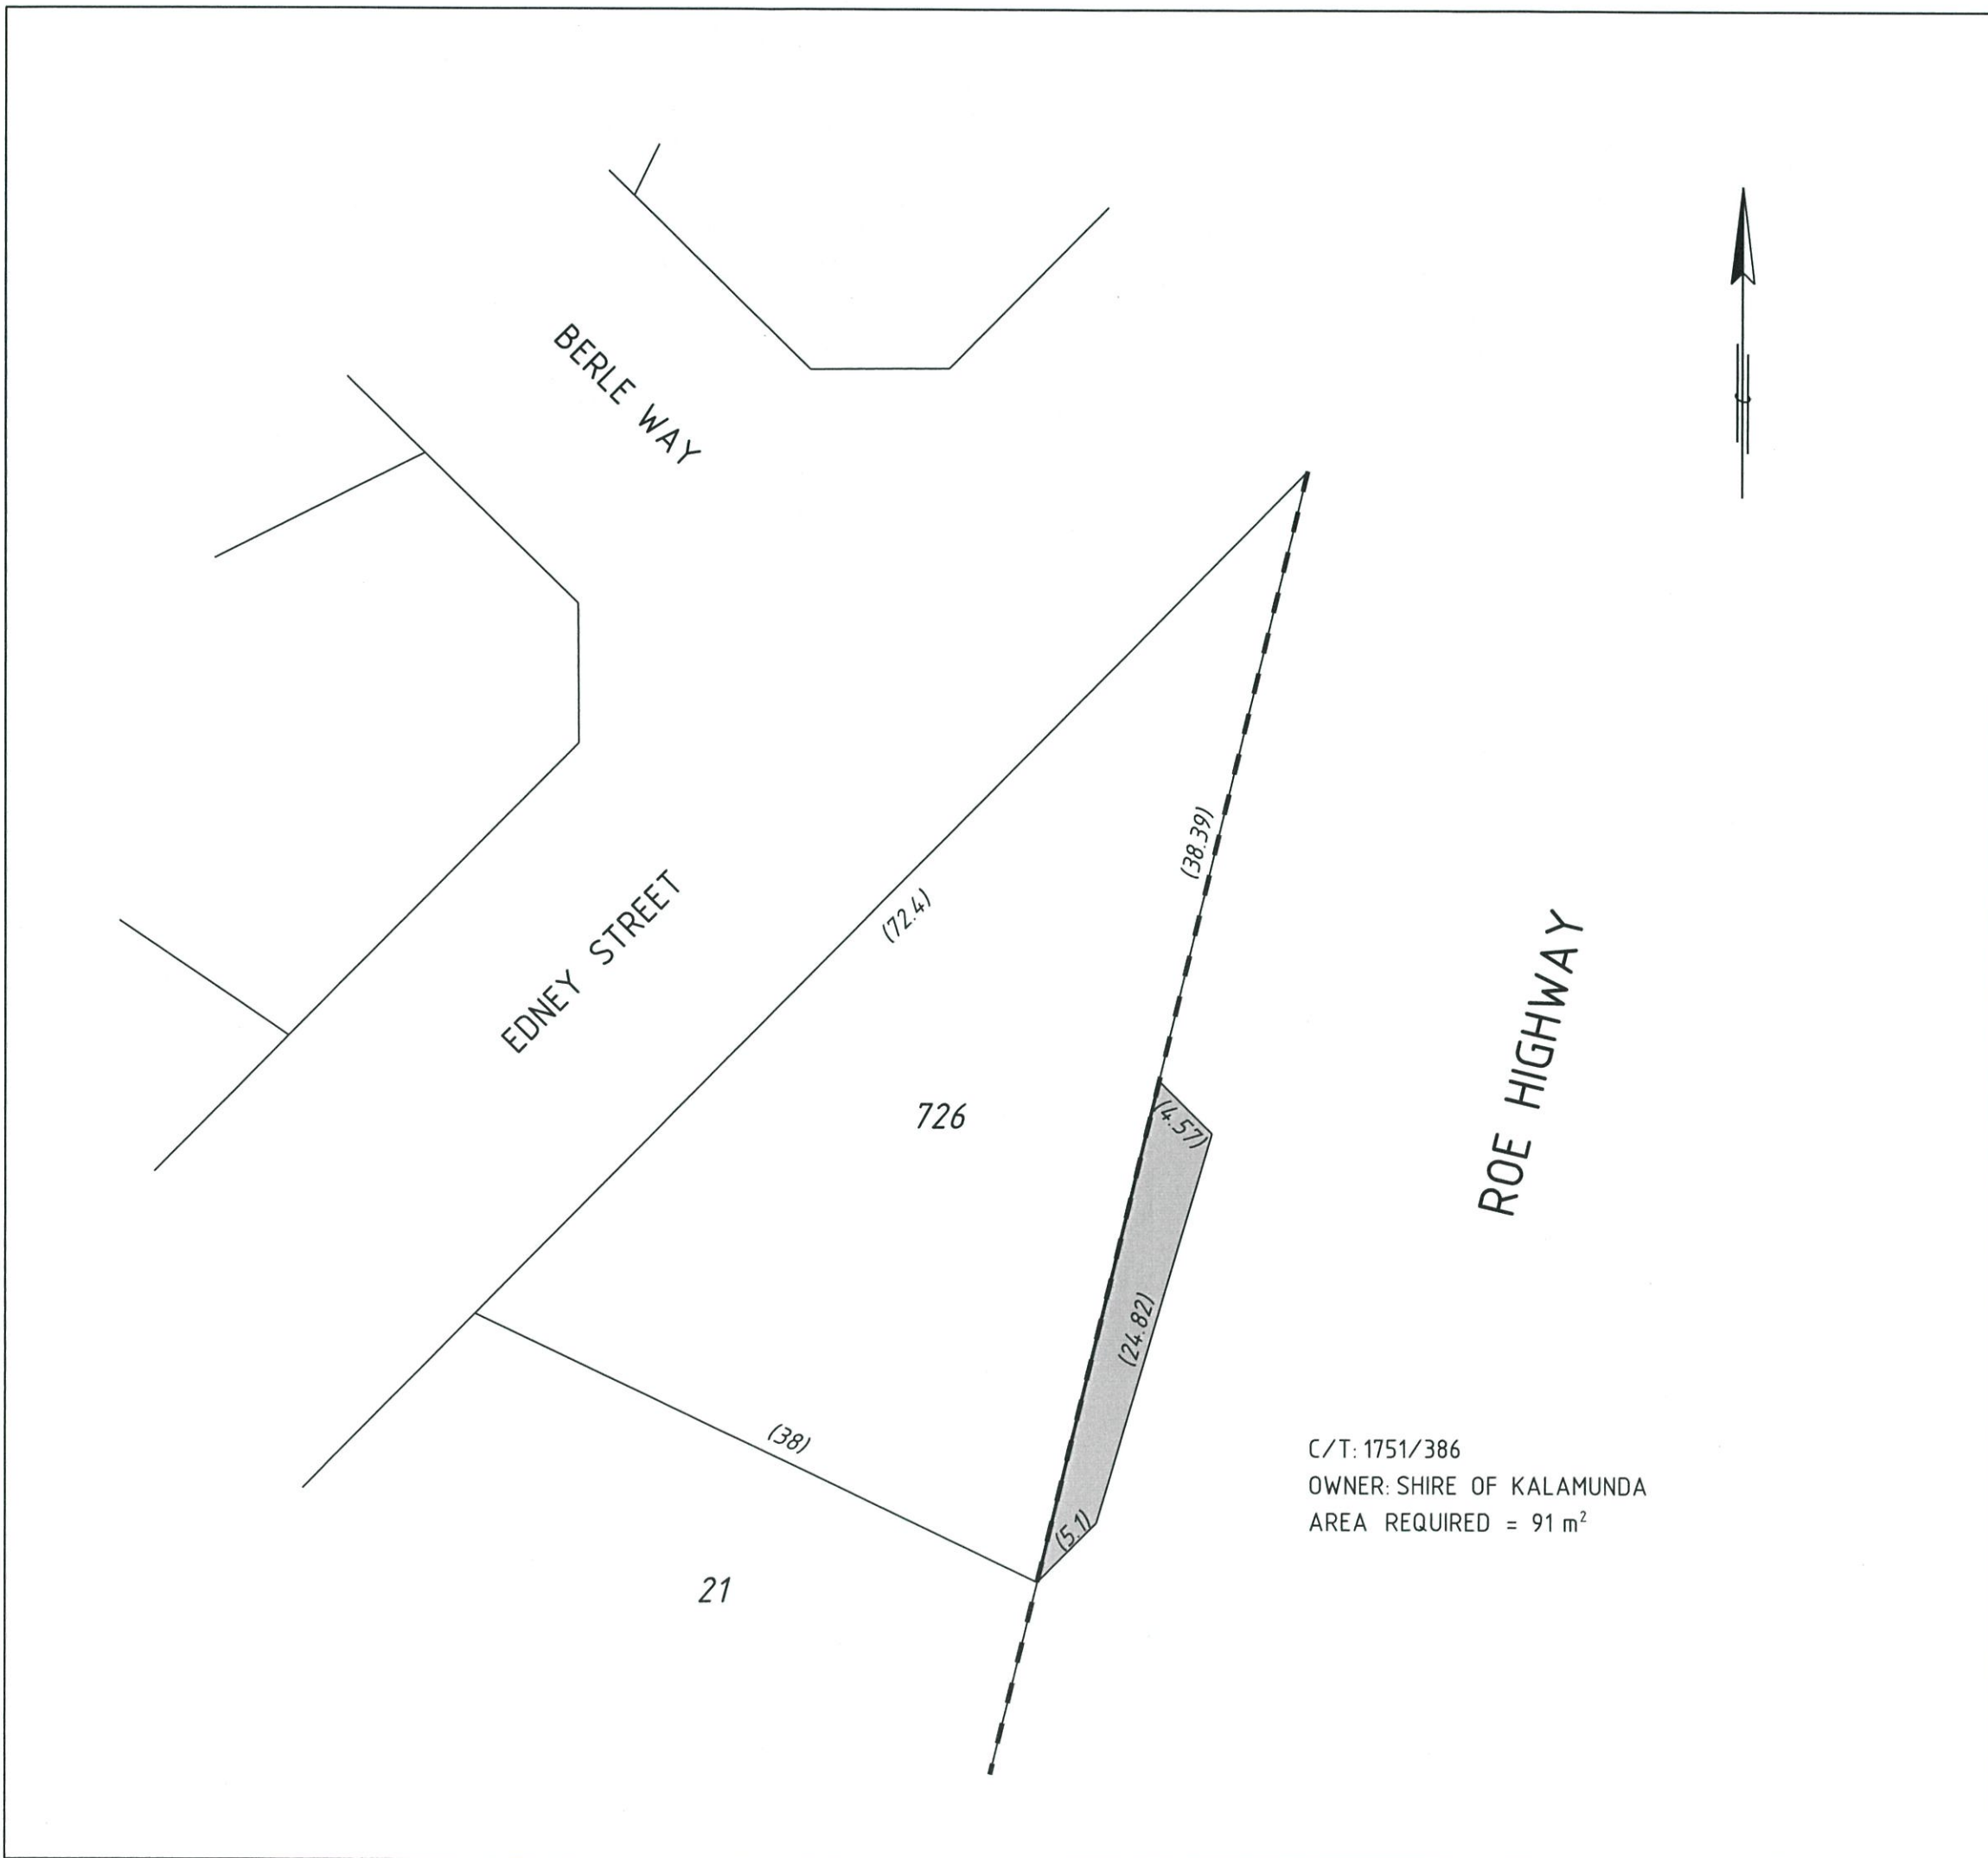 BERLE WAY
(38.39)
(72.4)
EDNEY STREET
ROE HIGHWAY
726
(4.57)
(24.82)
(38)
C/T: 1751/386
OWNER: SHIRE OF KALAMUNDA
AREA REQUIRED = 91 m²
(5.1)
21